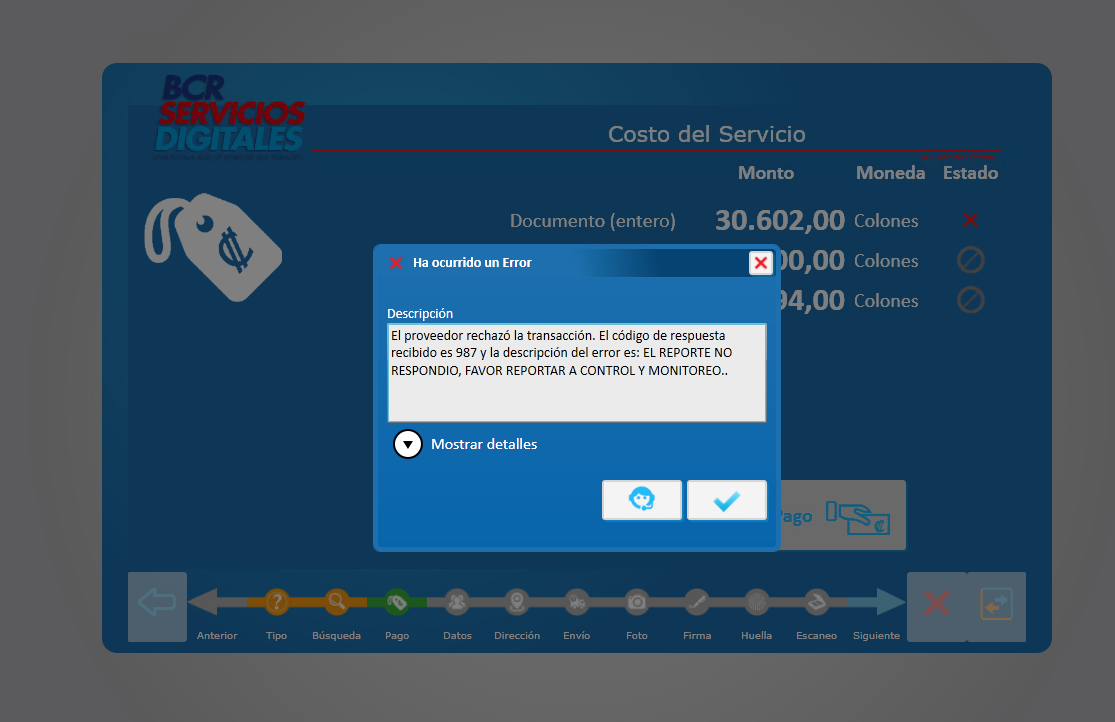 BCR
SERVICIOS
DIGITALES
Costo del Servicio
Monto Moneda Estado
Documento (entero) 30.602,00 Colones
00,00 Colones
94,00 Colones
Ha ocurrido un Error
Descripción
El proveedor rechazó la transacción. El código de respuesta
recibido es 987 y la descripción del error es: EL REPORTE NO
RESPONDIO, FAVOR REPORTAR A CONTROL Y MONITOREO..
Mostrar detalles
Pago
Anterior Tipo Búsqueda Pago Datos Dirección Envío Foto Firma Huella Escaneo Siguiente